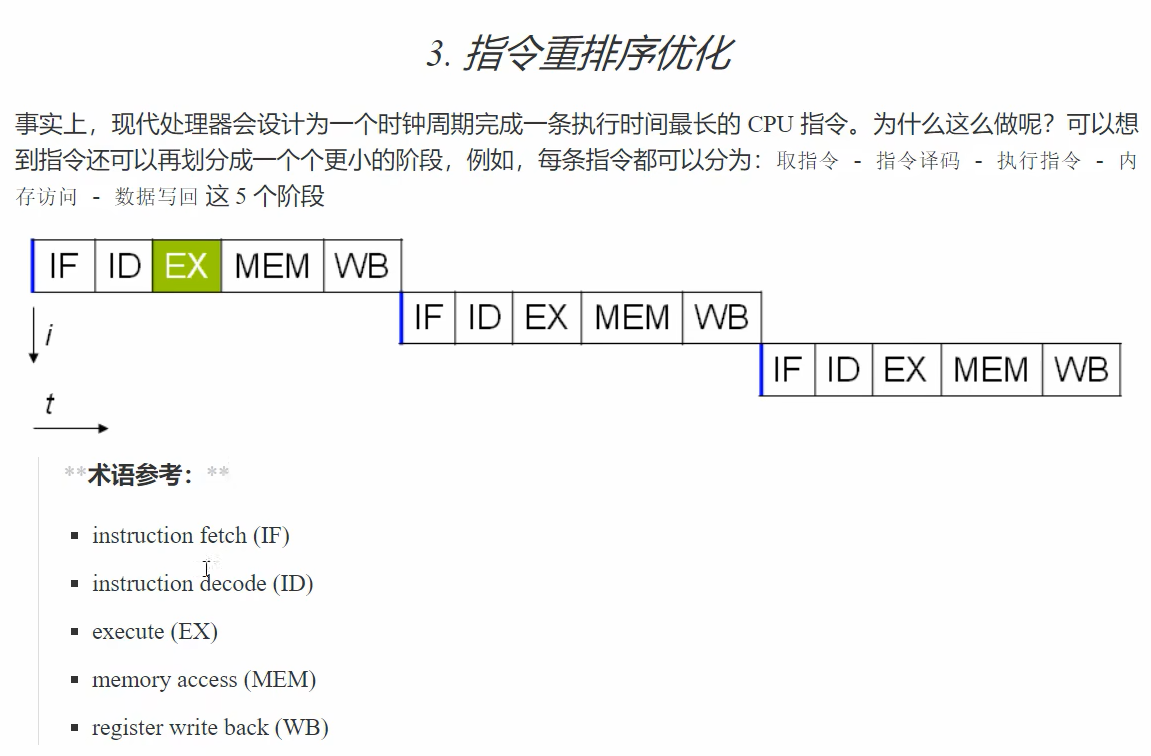 3. 指令重排序优化
事实上，现代处理器会设计为一个时钟周期完成一条执行时间最长的 CPU 指令。为什么这么做呢？可以想
到指令还可以再划分成一个个更小的阶段，例如，每条指令都可以分为：取指令 - 指令译码 - 执行指令 - 内
存访问 - 数据写回 这 5 个阶段
IF ID EX MEM WB
IF ID EX MEM WB
i
IF ID EX MEM WB
t
**术语参考：**
instruction fetch (IF)
instruction decode (ID)
execute (EX)
memory access (MEM)
register write back (WB)